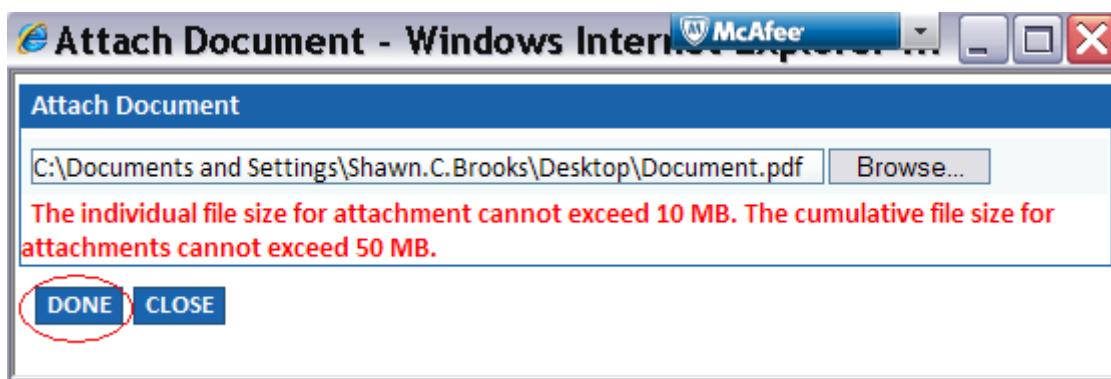 Attach Document - Windows Inter
McAfee
Attach Document
C:\Documents and Settings\Shawn.C.Brooks\Desktop\Document.pdf
Browse...
The individual file size for attachment cannot exceed 10 MB. The cumulative file size for
attachments cannot exceed 50 MB.
DONE CLOSE